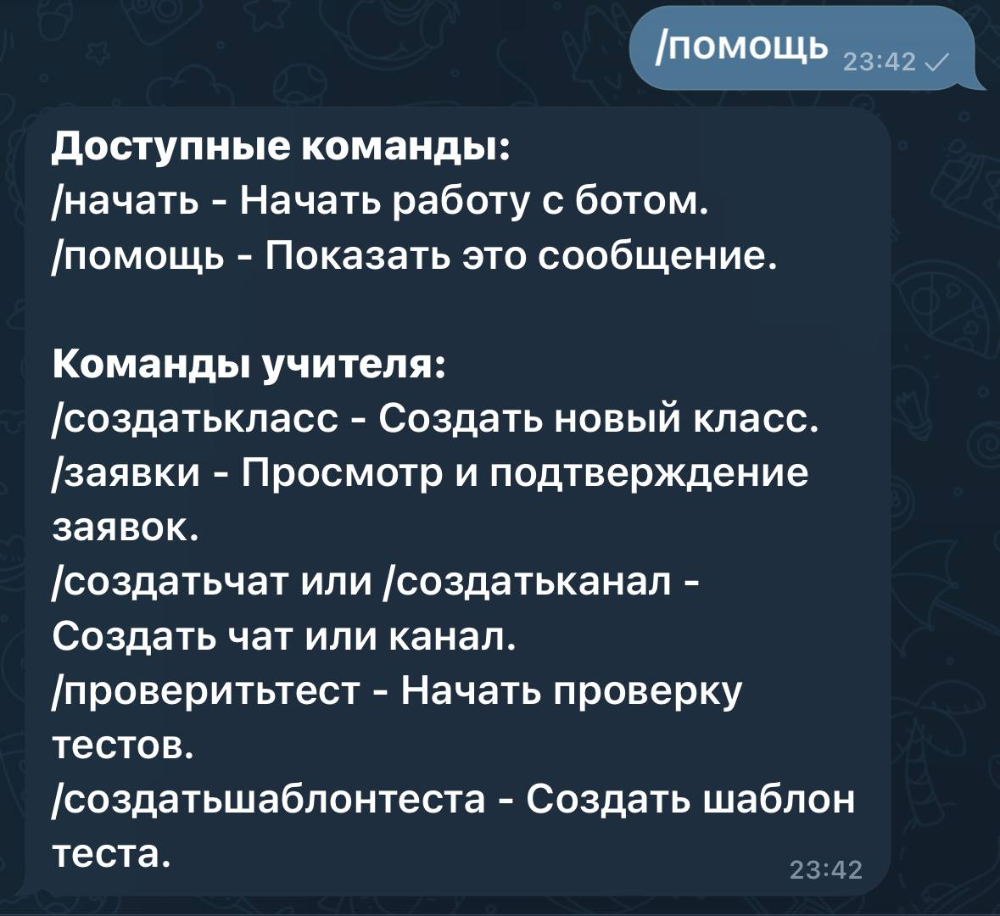 /помощь 23:42
Доступные команды:
/начать - Начать работу с ботом.
/помощь - Показать это сообщение.
Команды учителя:
/создатькласс - Создать новый класс.
/заявки - Просмотр и подтверждение
заявок.
/создатьчат или /создатьканал -
Создать чат или канал.
/проверитьтест - Начать проверку
тестов.
/создатьшаблонтеста - Создать шаблон
теста.
23:42